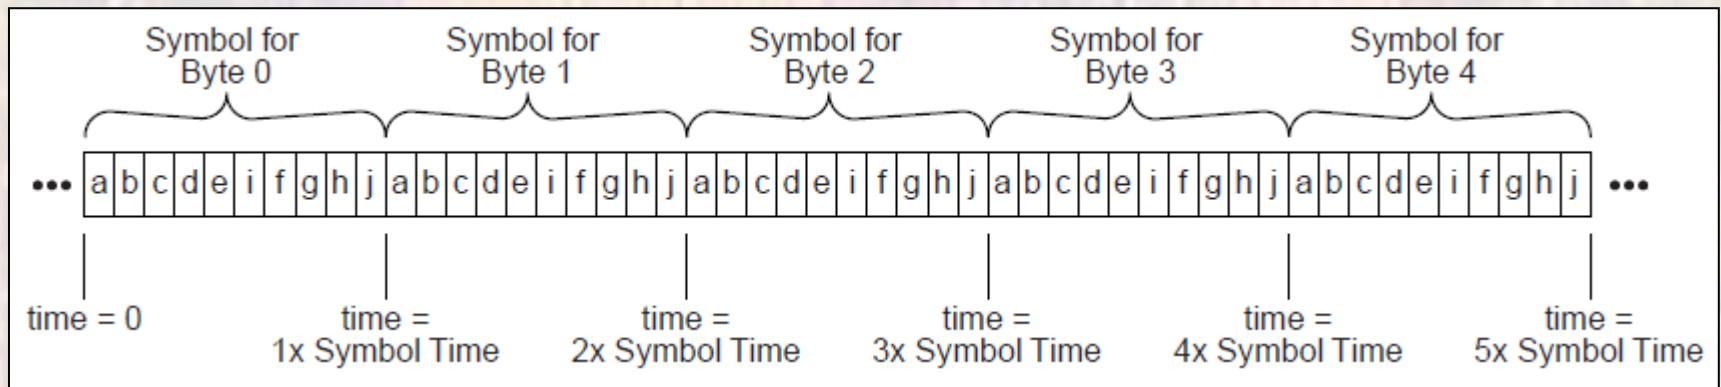 Symbol for Symbol for Symbol for Symbol for Symbol for
Byte 0 Byte 1 Byte 2 Byte 3 Byte 4
••• a b c d e i f g h j a b c d e i f g h j a b c d e i f g h j a b c d e i f g h j a b c d e i f g h j •••
time = 0 time = time = time = time = time =
1x Symbol Time 2x Symbol Time 3x Symbol Time 4x Symbol Time 5x Symbol Time